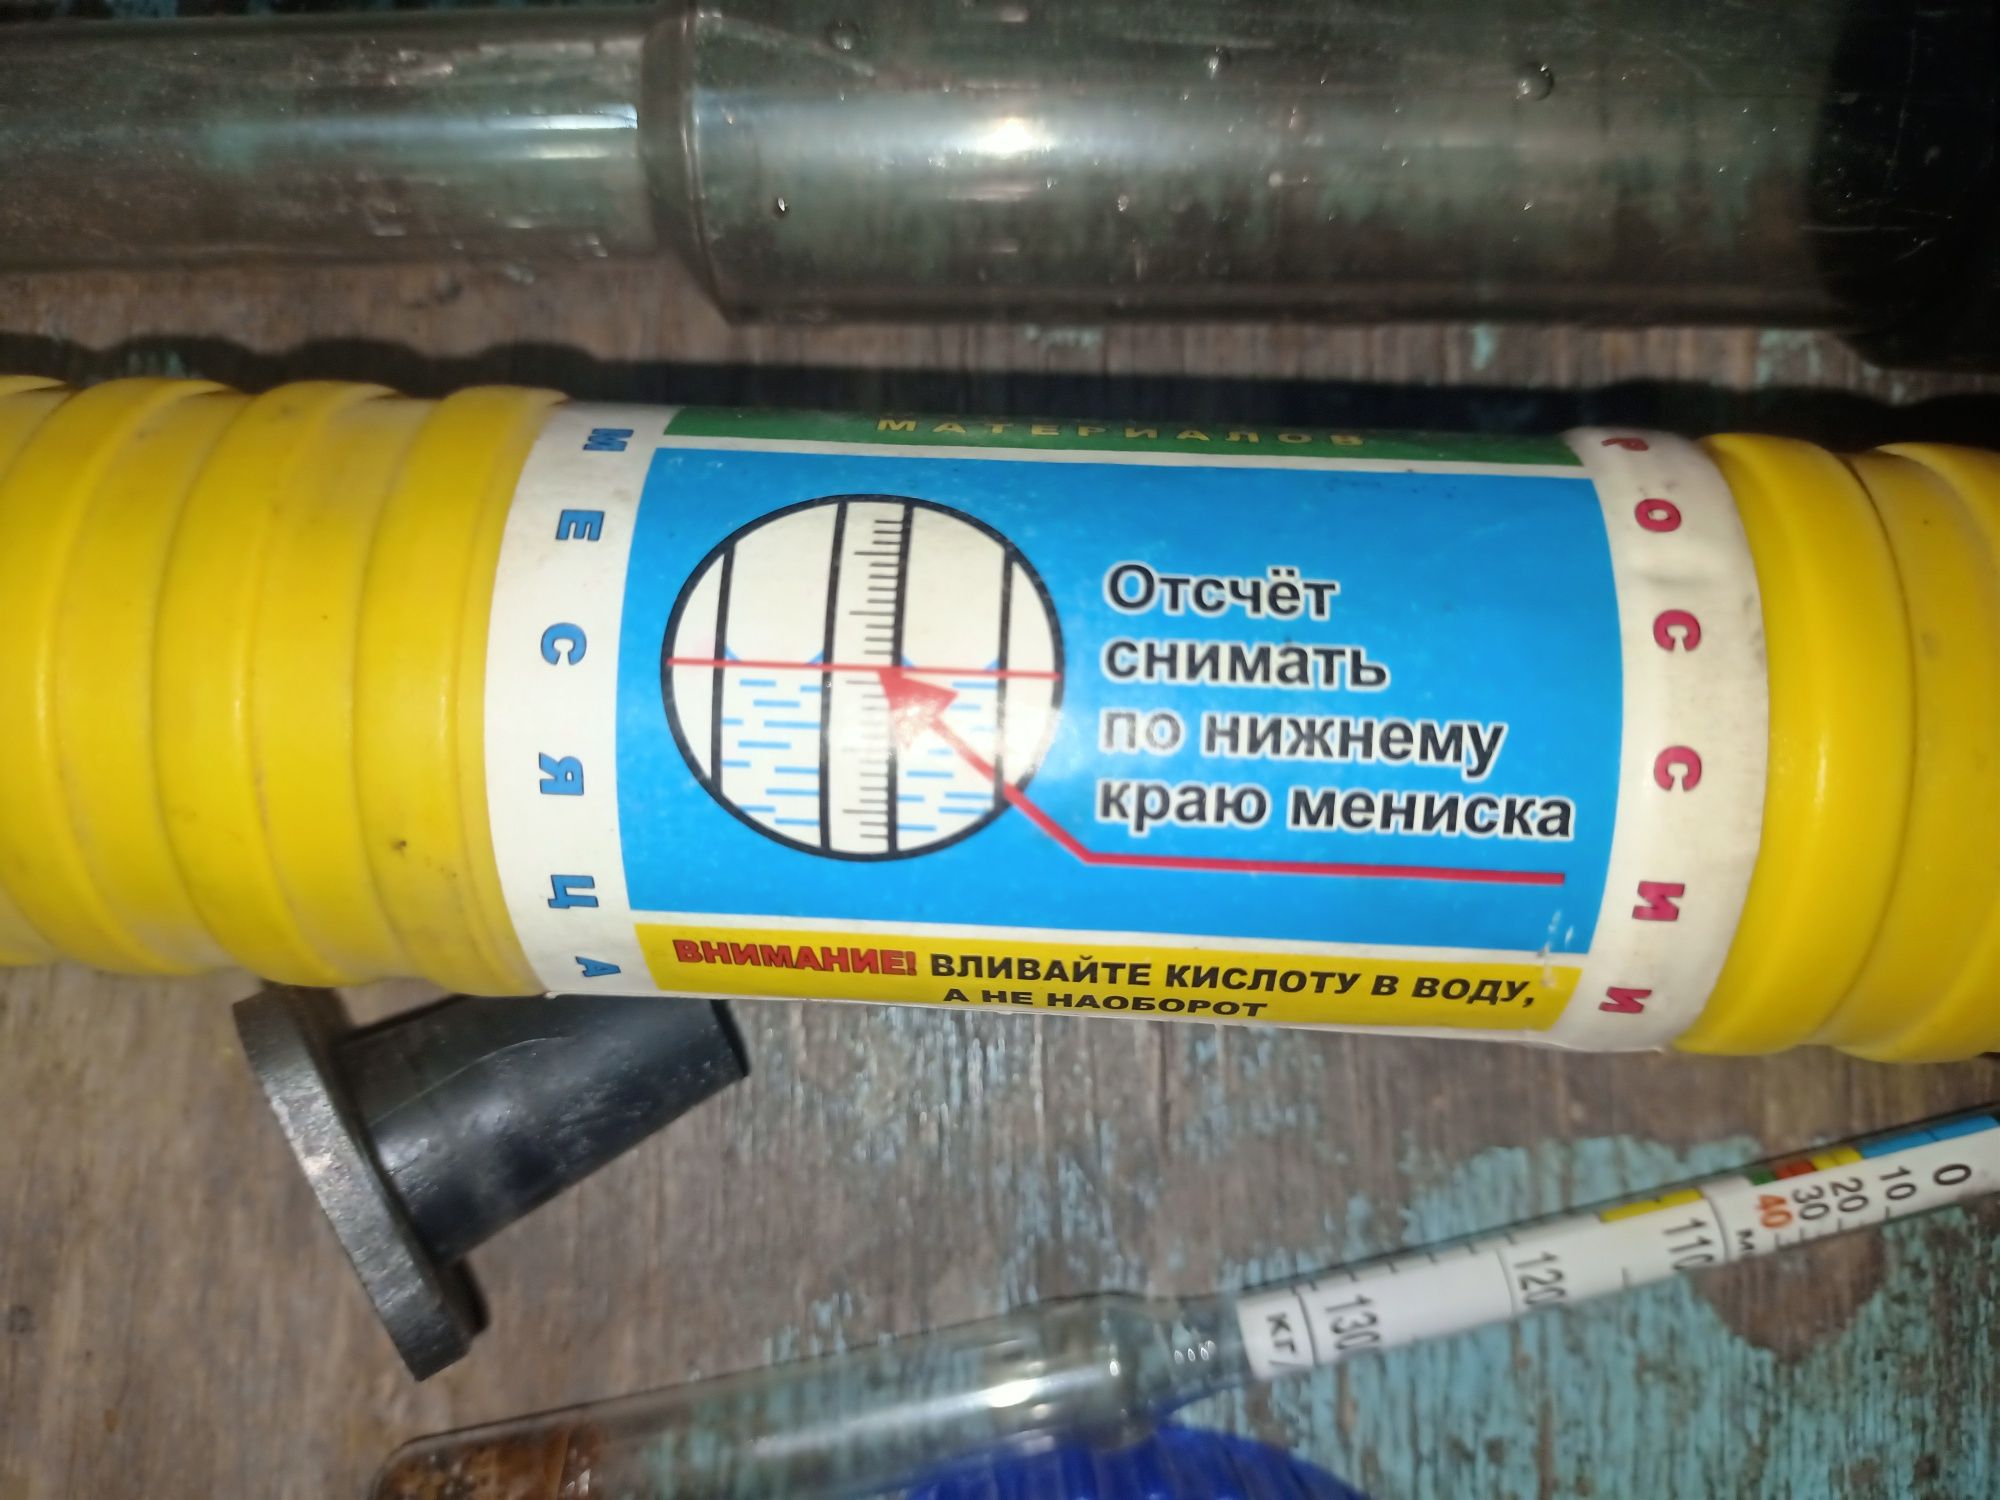 МАТЕРИАЛОВ
МЕСЯЦА
Отсчёт
снимать
по нижнему
краю мениска
РОССИИ
ВНИМАНИЕ! ВЛИВАЙТЕ КИСЛОТУ В ВОДУ,
А НЕ НАОБОРОТ
0
10
20
30
40
110
120
130
кг/